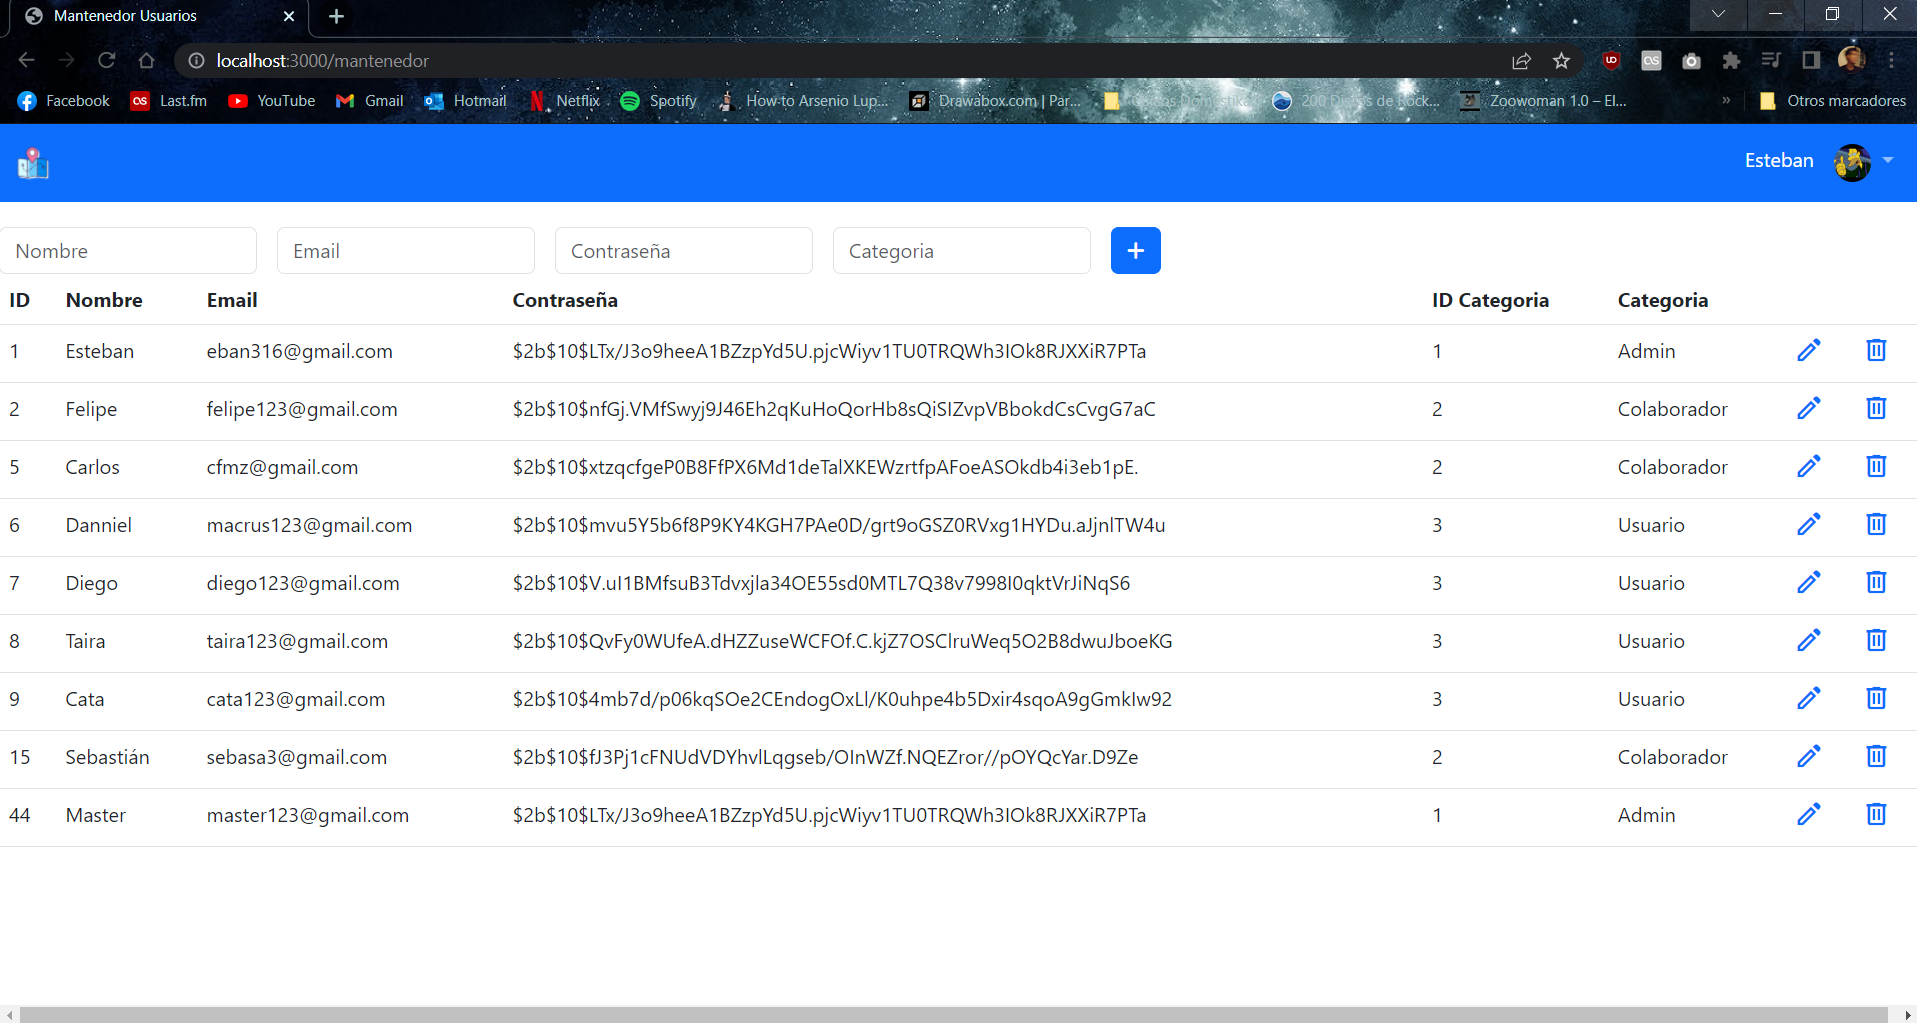 Mantenedor Usuarios
localhost:3000/mantenedor
Facebook Last.fm YouTube Gmail Hotmail Netflix Spotify How to Arsenio Lup... Drawabox.com | Par... 200 Discos de Rock... Zoowoman 1.0 – El... » Otros marcadores
Esteban
Nombre Email Contraseña Categoria +
ID Nombre Email Contraseña ID Categoria Categoria
1 Esteban eban316@gmail.com $2b$10$LTx/J3o9heeA1BZzpYd5U.pjcWiyv1TU0TRQWh3IOk8RJXXiR7PTa 1 Admin
2 Felipe felipe123@gmail.com $2b$10$nfGj.VMfSwyj9J46Eh2qKuHoQorHb8sQiSIZvpVBbokdCsCvgG7aC 2 Colaborador
5 Carlos cfmz@gmail.com $2b$10$xtzqcfgeP0B8FfPX6Md1deTalXKEWzrtfpAFoeASOkdb4i3eb1pE. 2 Colaborador
6 Danniel macrus123@gmail.com $2b$10$mvu5Y5b6f8P9KY4KGH7PAe0D/grt9oGSZ0RVxg1HYDu.aJjnlTW4u 3 Usuario
7 Diego diego123@gmail.com $2b$10$V.uI1BMfsuB3Tdvxjla34OE55sd0MTL7Q38v7998I0qktVrJiNqS6 3 Usuario
8 Taira taira123@gmail.com $2b$10$QvFy0WUfeA.dHZZuseWCFOf.C.kjZ7OSClruWeq5O2B8dwuJboeKG 3 Usuario
9 Cata cata123@gmail.com $2b$10$4mb7d/p06kqSOe2CEndogOxLl/K0uhpe4b5Dxir4sqoA9gGmkIw92 3 Usuario
15 Sebastián sebasa3@gmail.com $2b$10$fJ3Pj1cFNUdVDYhvlLqgseb/OInWZf.NQEZror//pOYQcYar.D9Ze 2 Colaborador
44 Master master123@gmail.com $2b$10$LTx/J3o9heeA1BZzpYd5U.pjcWiyv1TU0TRQWh3IOk8RJXXiR7PTa 1 Admin